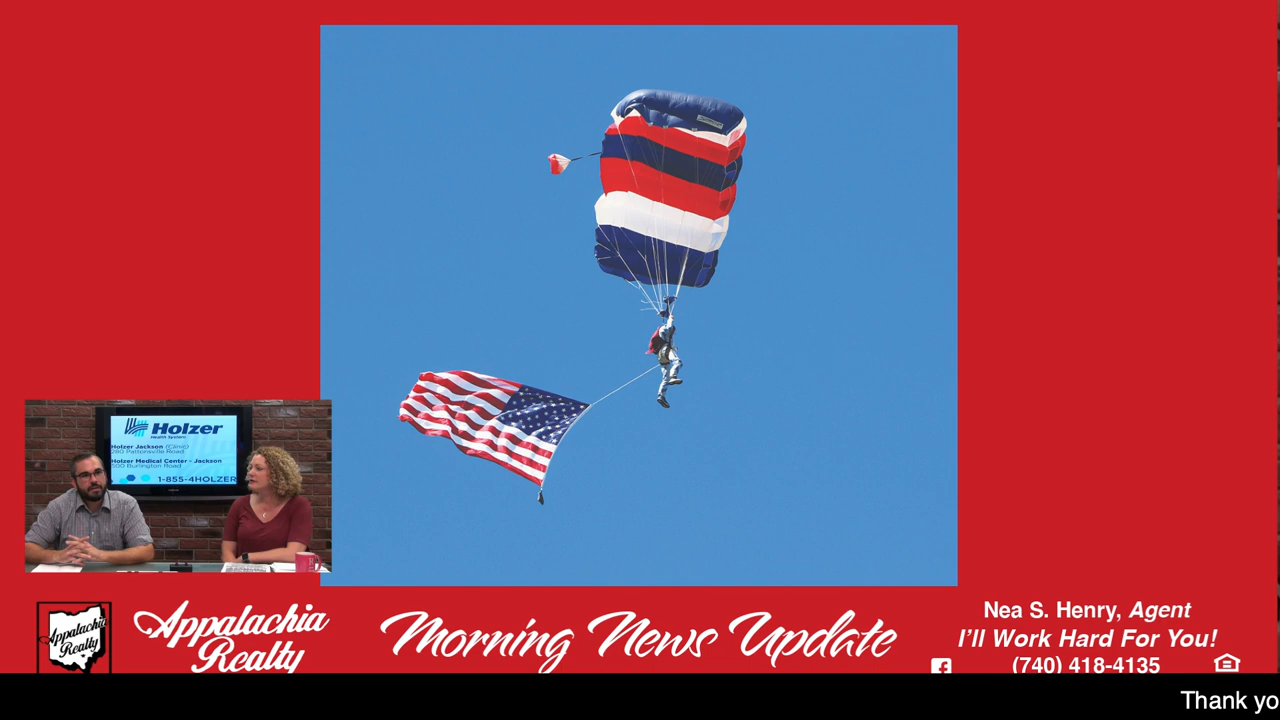 Holzer
Health System
Holzer Jackson (Clinic)
280 Pattonsville Road
Holzer Medical Center - Jackson
500 Burlington Road
1-855-4HOLZER
Appalachia
Realty
Appalachia
Realty
Morning News Update
Nea S. Henry, Agent
I'll Work Hard For You!
(740) 418-4135
Thank yo